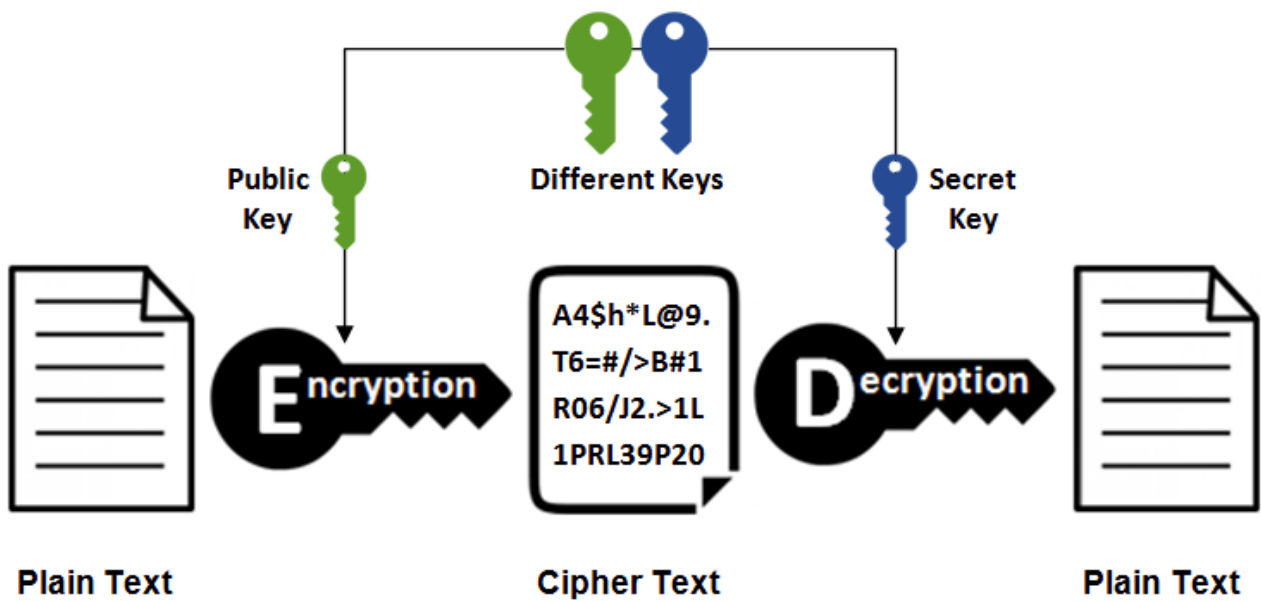 Public
Key
Different Keys
Secret
Key
Encryption
A4$h*L@9.
T6=#/>B#1
R06/J2.>1L
1PRL39P20
Decryption
Plain Text
Cipher Text
Plain Text